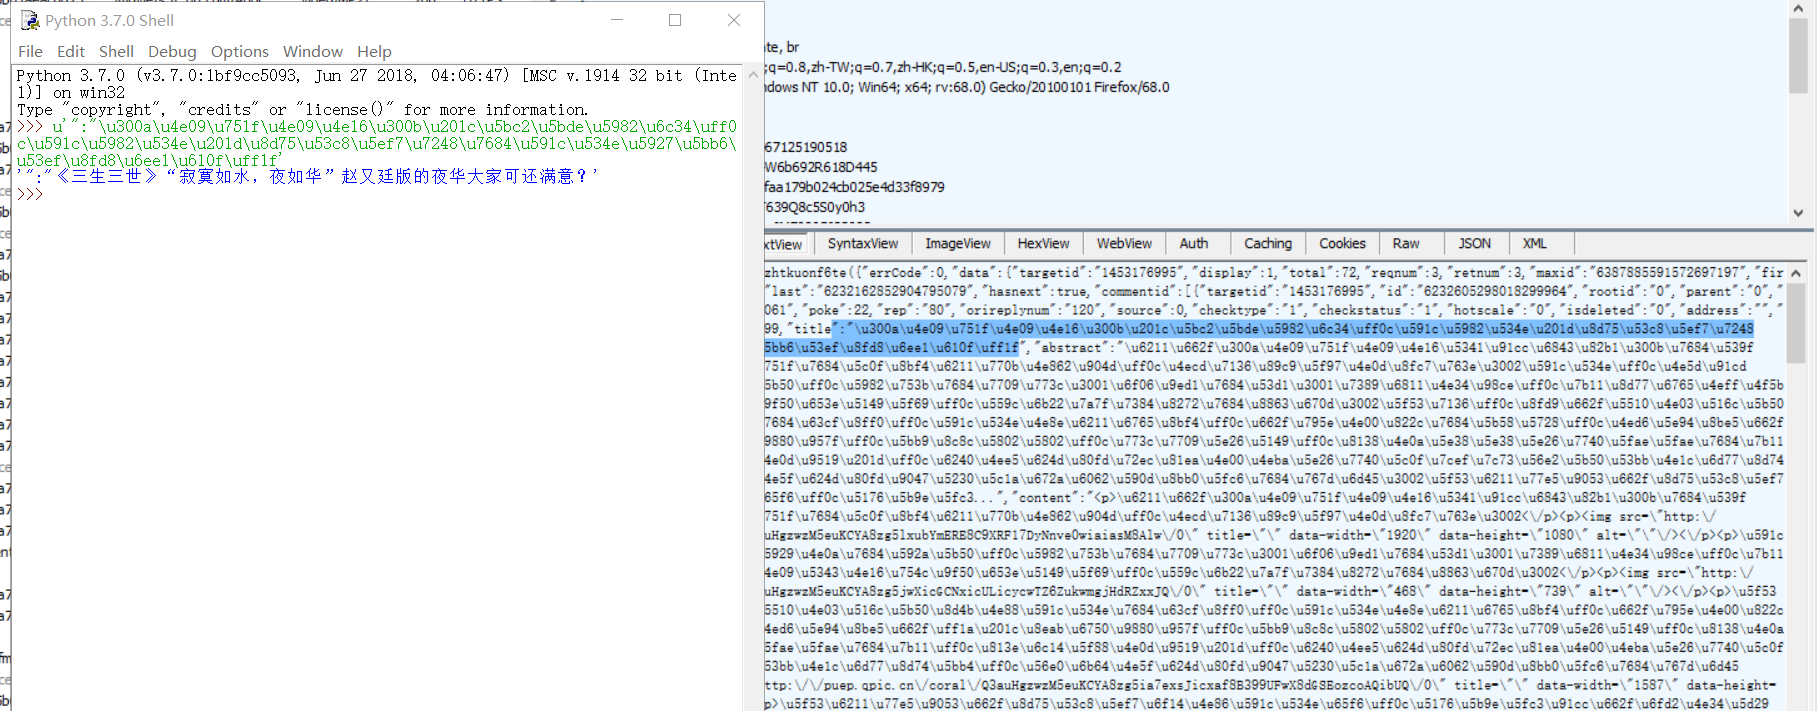 Python 3.7.0 Shell
File Edit Shell Debug Options Window Help
Python 3.7.0 (v3.7.0:1bf9cc5093, Jun 27 2018, 04:06:47) [MSC v.1914 32 bit (Inte
l)] on win32
Type "copyright", "credits" or "license()" for more information.
>>> u'":"\u300a\u4e09\u751f\u4e09\u4e16\u300b\u201c\u5bc2\u5bde\u5982\u6c34\uff0
c\u591c\u5982\u534e\u201d\u8d75\u53c8\u5ef7\u7248\u7684\u591c\u534e\u5927\u5bb6\
u53ef\u8fd8\u6ee1\u610f\uff1f'
'":"《三生三世》“寂寞如水，夜如华”赵又廷版的夜华大家可还满意？'
>>>
ate, br
;q=0.8,zh-TW;q=0.7,zh-HK;q=0.5,en-US;q=0.3,en;q=0.2
dows NT 10.0; Win64; x64; rv:68.0) Gecko/20100101 Firefox/68.0
67125190518
W6b692R618D445
faa179b024cb025e4d33f8979
7639Q8c5S0y0h3
xtView SyntaxView ImageView HexView WebView Auth Caching Cookies Raw JSON XML
zhtkuonf6te({"errCode":0,"data":{"targetid":"1453176995","display":1,"total":72,"reqnum":3,"retnum":3,"maxid":"6387885591572697197","fir
"last":"6232162852904795079","hasnext":true,"commentid":[{"targetid":"1453176995","id":"6232605298018299964","rootid":"0","parent":"0",
061","poke":22,"rep":"80","orireplynum":"120","source":0,"checktype":"1","checkstatus":"1","hotscale":"0","isdeleted":"0","address":"",
99,"title":"\u300a\u4e09\u751f\u4e09\u4e16\u300b\u201c\u5bc2\u5bde\u5982\u6c34\uff0c\u591c\u5982\u534e\u201d\u8d75\u53c8\u5ef7\u7248
5bb6\u53ef\u8fd8\u6ee1\u610f\uff1f","abstract":"\u6211\u662f\u300a\u4e09\u751f\u4e09\u4e16\u5341\u91cc\u6843\u82b1\u300b\u7684\u539f
751f\u7684\u5c0f\u8bf4\u6211\u770b\u4e862\u904d\uff0c\u4ecd\u7136\u89c9\u5f97\u4e0d\u8fc7\u763e\u3002\u591c\u534e\uff0c\u4e5d\u91cd
5b50\uff0c\u5982\u753b\u7684\u7709\u773c\u3001\u6f06\u9ed1\u7684\u53d1\u3001\u7389\u6811\u4e34\u98ce\uff0c\u7b11\u8d77\u6765\u4eff\u4f5b
9f50\u653e\u5149\u5f69\uff0c\u559c\u6b22\u7a7f\u7384\u8272\u7684\u8863\u670d\u3002\u5f53\u7136\uff0c\u8fd9\u662f\u5510\u4e03\u516c\u5b50
7684\u63cf\u8ff0\uff0c\u591c\u534e\u4e8e\u6211\u6765\u8bf4\uff0c\u662f\u795e\u4e00\u822c\u7684\u5b58\u5728\uff0c\u4ed6\u5e94\u8be5\u662f
9880\u957f\uff0c\u5bb9\u8c8c\u5802\u5802\uff0c\u773c\u7709\u5e26\u5149\uff0c\u8138\u4e0a\u5e38\u5e38\u5e26\u7740\u5fae\u5fae\u7684\u7b11
4e0d\u9519\u201d\uff0c\u6240\u4ee5\u624d\u80fd\u72ec\u81ea\u4e00\u4eba\u5e26\u7740\u5c0f\u7cef\u7c73\u56e2\u5b50\u53bb\u4e1c\u6d77\u8d74
4e5f\u624d\u80fd\u9047\u5230\u5c1a\u672a\u6062\u590d\u8bb0\u5fc6\u7684\u767d\u6d45\u3002\u5f53\u6211\u77e5\u9053\u662f\u8d75\u53c8\u5ef7
65f6\uff0c\u5176\u5b9e\u5fc3...","content":"<p>\u6211\u662f\u300a\u4e09\u751f\u4e09\u4e16\u5341\u91cc\u6843\u82b1\u300b\u7684\u539f
751f\u7684\u5c0f\u8bf4\u6211\u770b\u4e862\u904d\uff0c\u4ecd\u7136\u89c9\u5f97\u4e0d\u8fc7\u763e\u3002<\/p><p><img src=\"http:\/
uHgzwzM5euKCYA8zg5lxubYmERE8C9XRF17DyNnve0wiaiasM8Alw\/0\" title=\"\" data-width=\"1920\" data-height=\"1080\" alt=\"\"\/><\/p><p>\u591c
5929\u4e0a\u7684\u592a\u5b50\uff0c\u5982\u753b\u7684\u7709\u773c\u3001\u6f06\u9ed1\u7684\u53d1\u3001\u7389\u6811\u4e34\u98ce\uff0c\u7b11
4e09\u5343\u4e16\u754c\u9f50\u653e\u5149\u5f69\uff0c\u559c\u6b22\u7a7f\u7384\u8272\u7684\u8863\u670d\u3002<\/p><p><img src=\"http:\/
uHgzwzM5euKCYA8zg5jwXicGCNxicULicycwTZ6ZukwmgjHdRZxxJQ\/0\" title=\"\" data-width=\"468\" data-height=\"739\" alt=\"\"\/><\/p><p>\u5f53
5510\u4e03\u516c\u5b50\u8d4b\u4e88\u591c\u534e\u7684\u63cf\u8ff0\uff0c\u591c\u534e\u4e8e\u6211\u6765\u8bf4\uff0c\u662f\u795e\u4e00\u822c
4ed6\u5e94\u8be5\u662f\uff1a\u201c\u8eab\u6750\u9880\u957f\uff0c\u5bb9\u8c8c\u5802\u5802\uff0c\u773c\u7709\u5e26\u5149\uff0c\u8138\u4e0a
5fae\u5fae\u7684\u7b11\uff0c\u813e\u6c14\u5f88\u4e0d\u9519\u201d\uff0c\u6240\u4ee5\u624d\u80fd\u72ec\u81ea\u4e00\u4eba\u5e26\u7740\u5c0f
53bb\u4e1c\u6d77\u8d74\u5bb4\uff0c\u56e0\u6b64\u4e5f\u624d\u80fd\u9047\u5230\u5c1a\u672a\u6062\u590d\u8bb0\u5fc6\u7684\u767d\u6d45
ttp:\/\/puep.qpic.cn\/coral\/Q3auHgzwzM5euKCYA8zg5ia7exsJicxaf8B399UFwX8dGSEozcoAQibUQ\/0\" title=\"\" data-width=\"1587\" data-height=
p>\u5f53\u6211\u77e5\u9053\u662f\u8d75\u53c8\u5ef7\u6f14\u4e86\u591c\u534e\u65f6\uff0c\u5176\u5b9e\u5fc3\u91cc\u662f\u6fd2\u4e34\u5d29